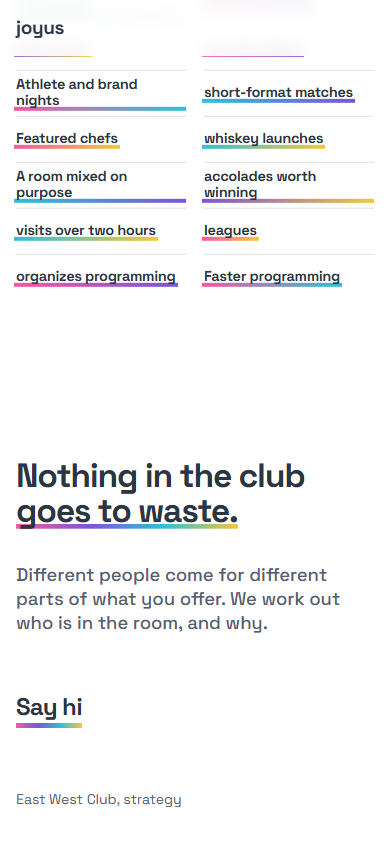 joyus
Athlete and brand
nights
short-format matches
Featured chefs
whiskey launches
A room mixed on
purpose
accolades worth
winning
visits over two hours
leagues
organizes programming
Faster programming
Nothing in the club
goes to waste.
Different people come for different
parts of what you offer. We work out
who is in the room, and why.
Say hi
East West Club, strategy